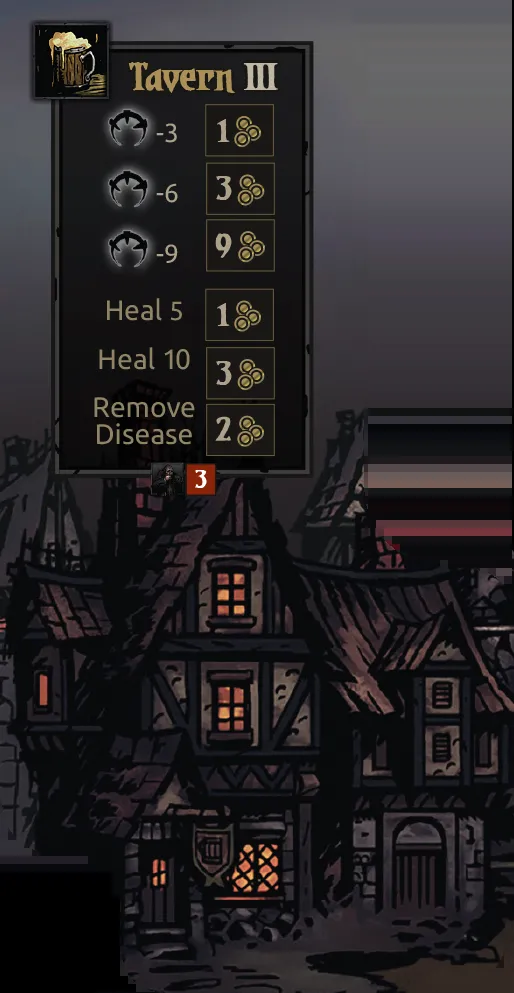 Tavern III
-3 1
-6 3
-9 9
Heal 5 1
Heal 10 3
Remove
Disease 2
3